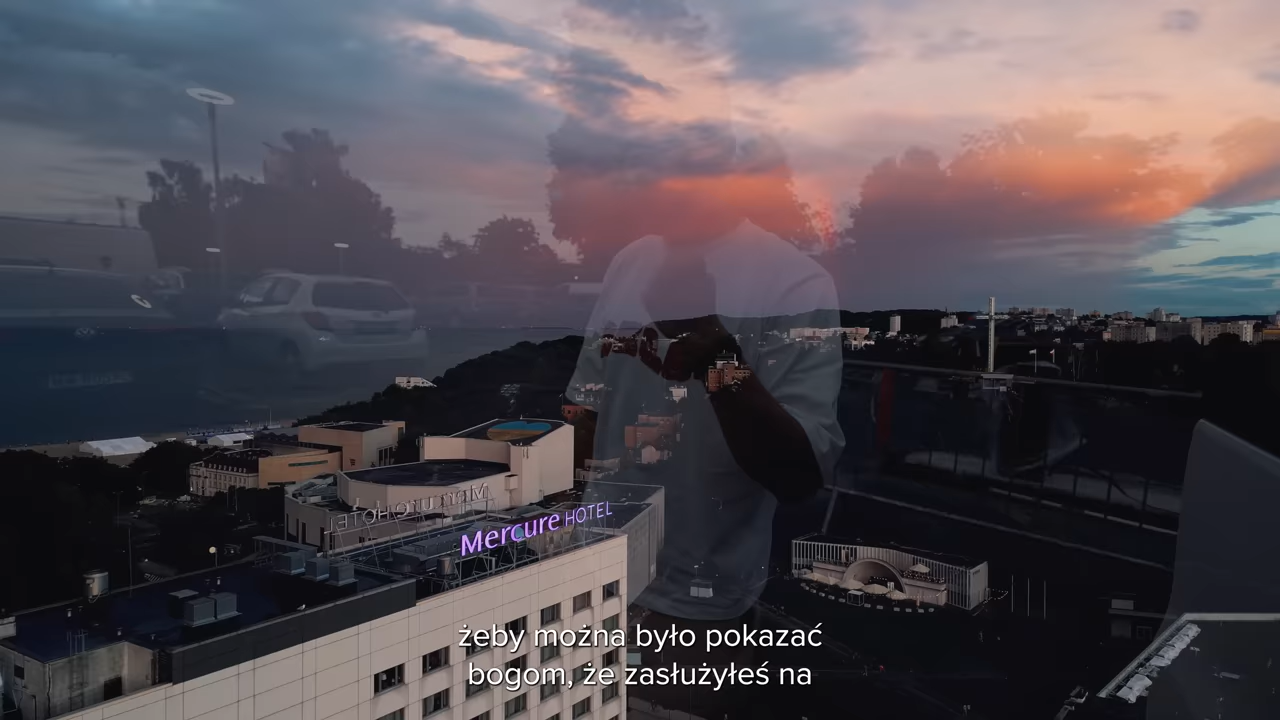 MERCURE HOTEL
Mercure HOTEL
żeby można było pokazać
bogom, że zasłużyłeś na